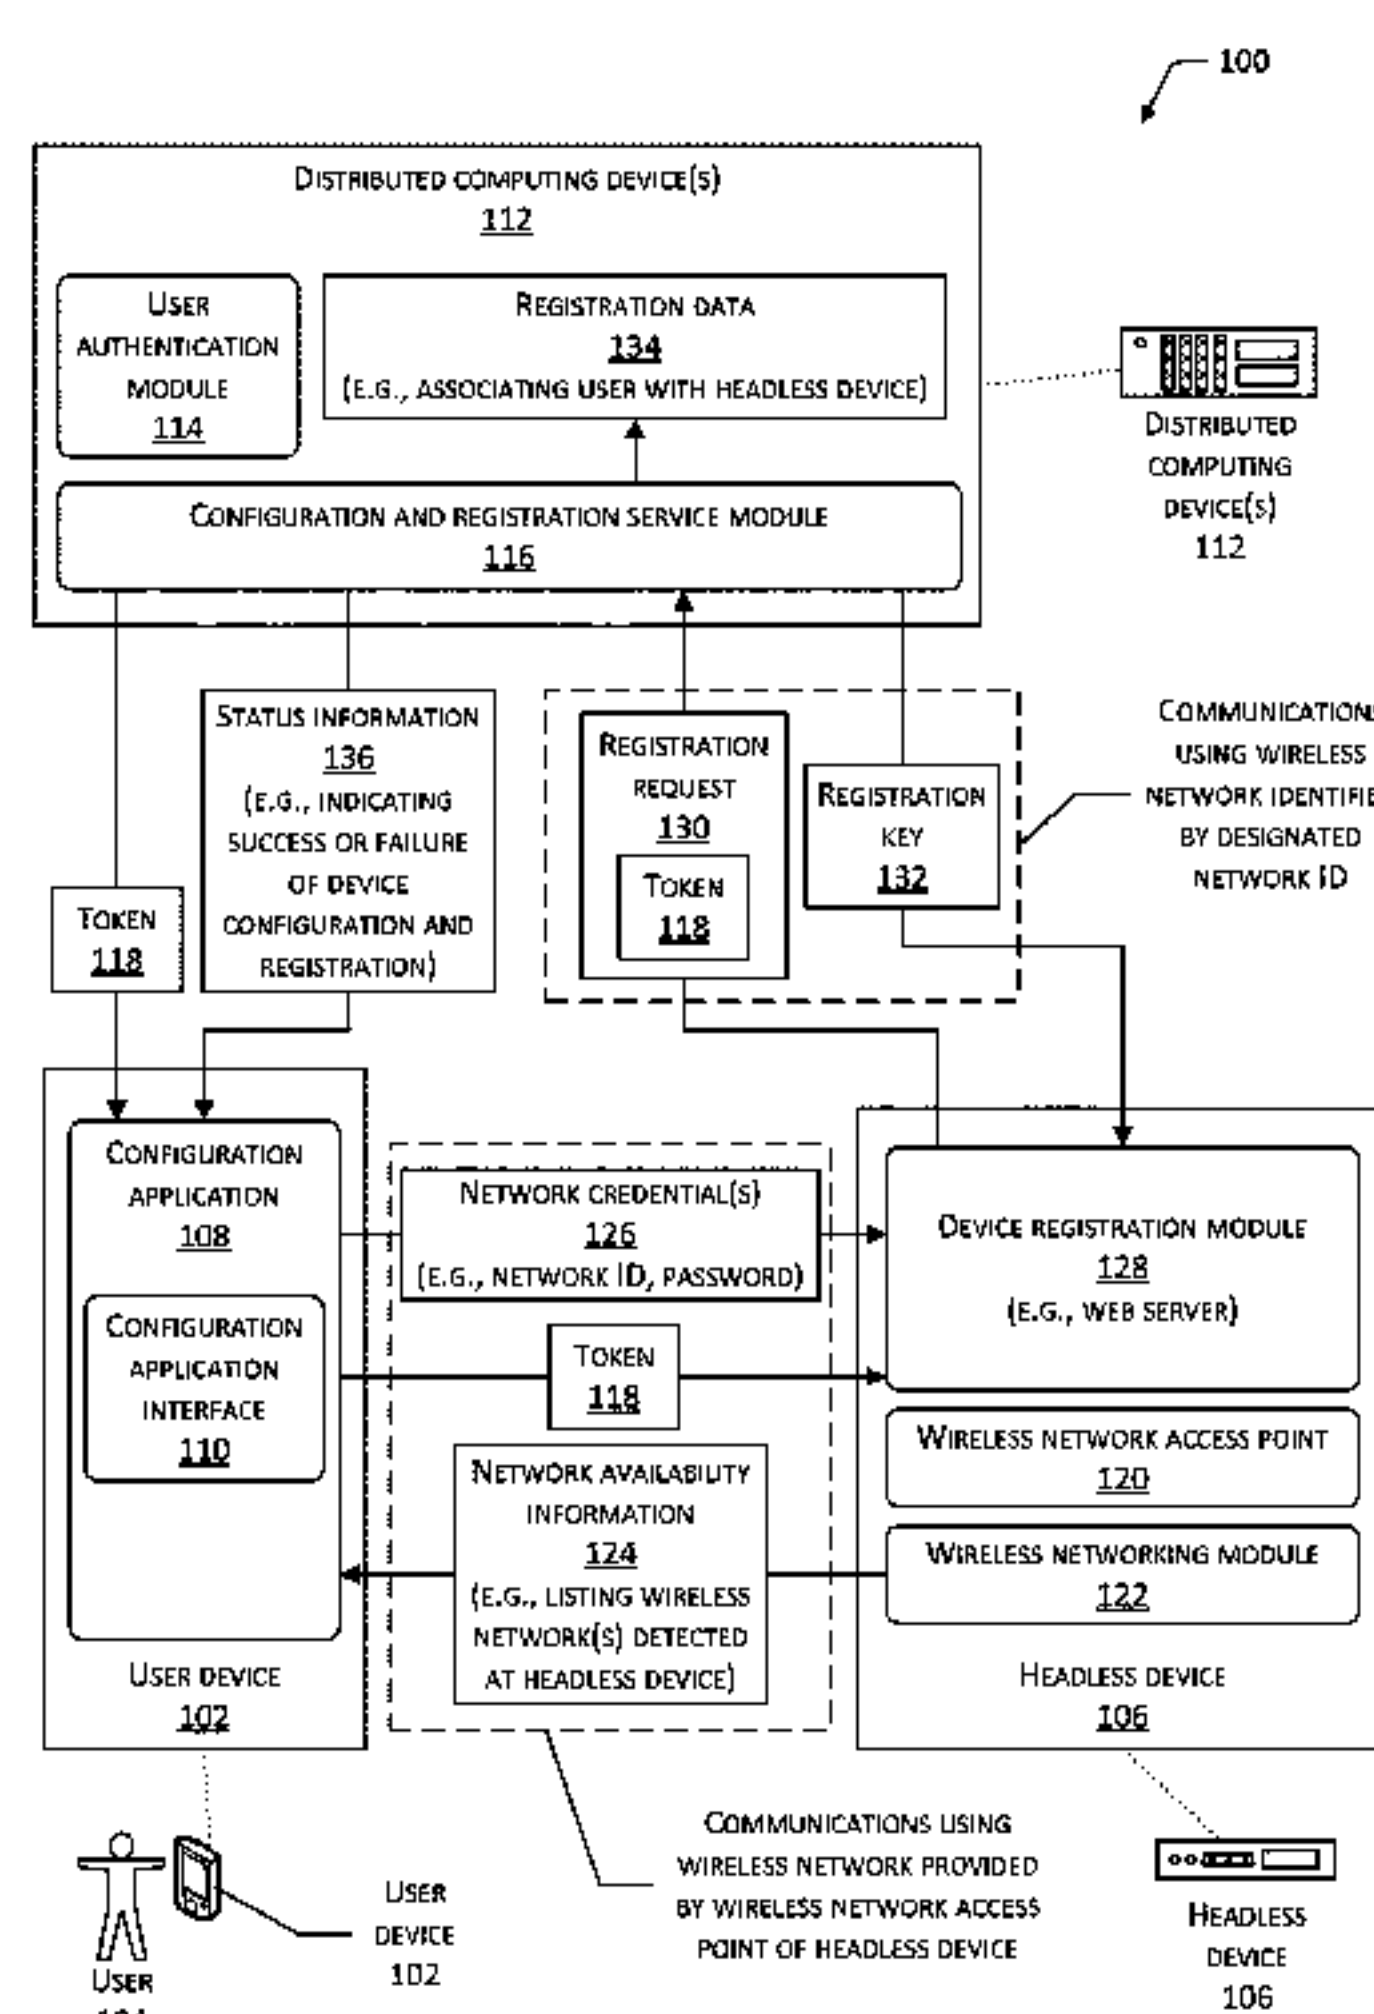 100
DISTRIBUTED COMPUTING DEVICE(S)
112
USER
AUTHENTICATION
MODULE
114
REGISTRATION DATA
134
(E.G., ASSOCIATING USER WITH HEADLESS DEVICE)
CONFIGURATION AND REGISTRATION SERVICE MODULE
116
DISTRIBUTED
COMPUTING
DEVICE(S)
112
STATUS INFORMATION
136
(E.G., INDICATING
SUCCESS OR FAILURE
OF DEVICE
CONFIGURATION AND
REGISTRATION)
TOKEN
118
REGISTRATION
REQUEST
130
TOKEN
118
REGISTRATION
KEY
132
COMMUNICATIONS
USING WIRELESS
NETWORK IDENTIFIE
BY DESIGNATED
NETWORK ID
CONFIGURATION
APPLICATION
108
CONFIGURATION
APPLICATION
INTERFACE
110
USER DEVICE
102
NETWORK CREDENTIAL(S)
126
(E.G., NETWORK ID, PASSWORD)
TOKEN
118
NETWORK AVAILABILITY
INFORMATION
124
(E.G., LISTING WIRELESS
NETWORK(S) DETECTED
AT HEADLESS DEVICE)
DEVICE REGISTRATION MODULE
128
(E.G., WEB SERVER)
WIRELESS NETWORK ACCESS POINT
120
WIRELESS NETWORKING MODULE
122
HEADLESS DEVICE
106
USER
USER
DEVICE
102
COMMUNICATIONS USING
WIRELESS NETWORK PROVIDED
BY WIRELESS NETWORK ACCESS
POINT OF HEADLESS DEVICE
HEADLESS
DEVICE
106